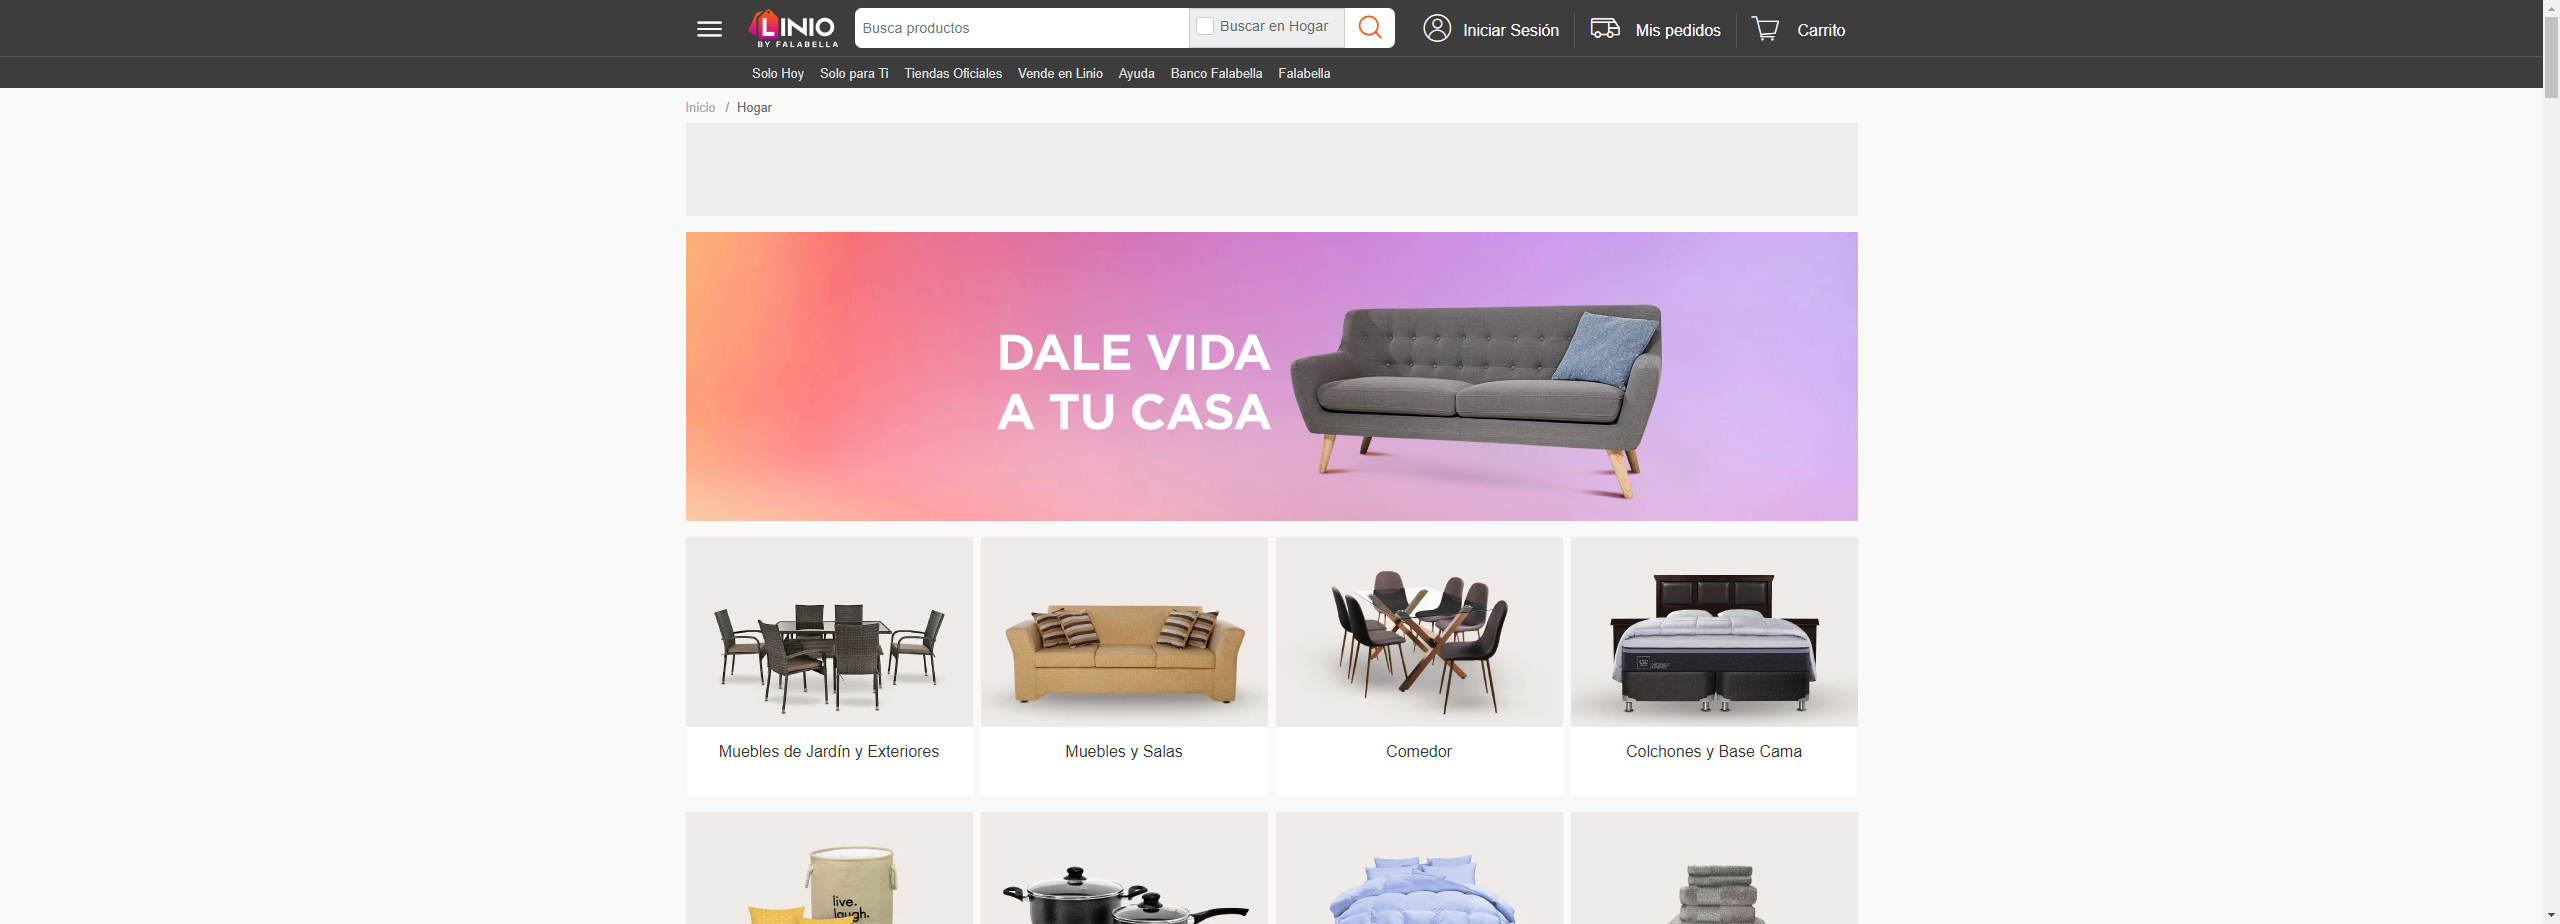 LINIO
BY FALABELLA
Busca productos
Buscar en Hogar
Iniciar Sesión
Mis pedidos
Carrito
Solo Hoy
Solo para Ti
Tiendas Oficiales
Vende en Linio
Ayuda
Banco Falabella
Falabella
Inicio / Hogar
DALE VIDA
A TU CASA
Muebles de Jardín y Exteriores
Muebles y Salas
Comedor
Colchones y Base Cama
live.
laugh.